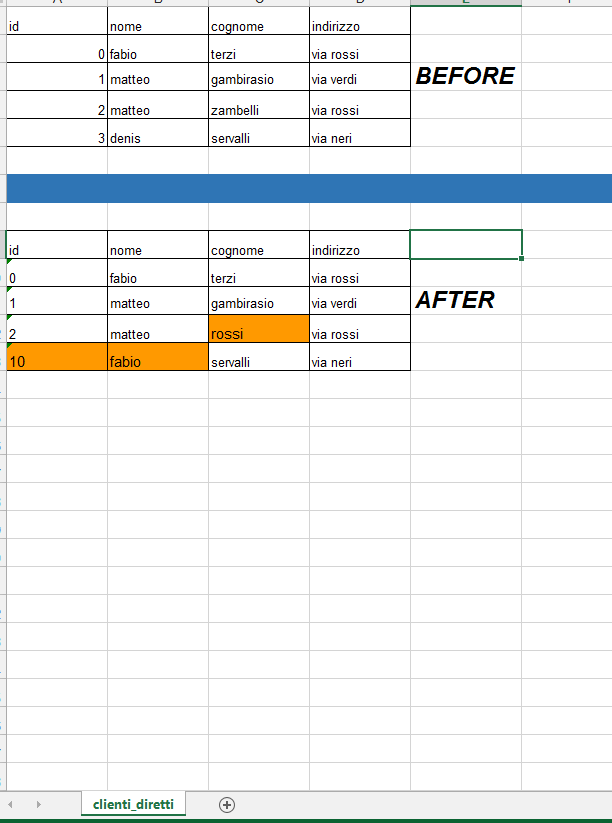 id nome cognome indirizzo
0 fabio terzi via rossi
1 matteo gambirasio via verdi
BEFORE
2 matteo zambelli via rossi
3 denis servalli via neri
id nome cognome indirizzo
0 fabio terzi via rossi
1 matteo gambirasio via verdi
AFTER
2 matteo rossi via rossi
10 fabio servalli via neri
clienti_diretti